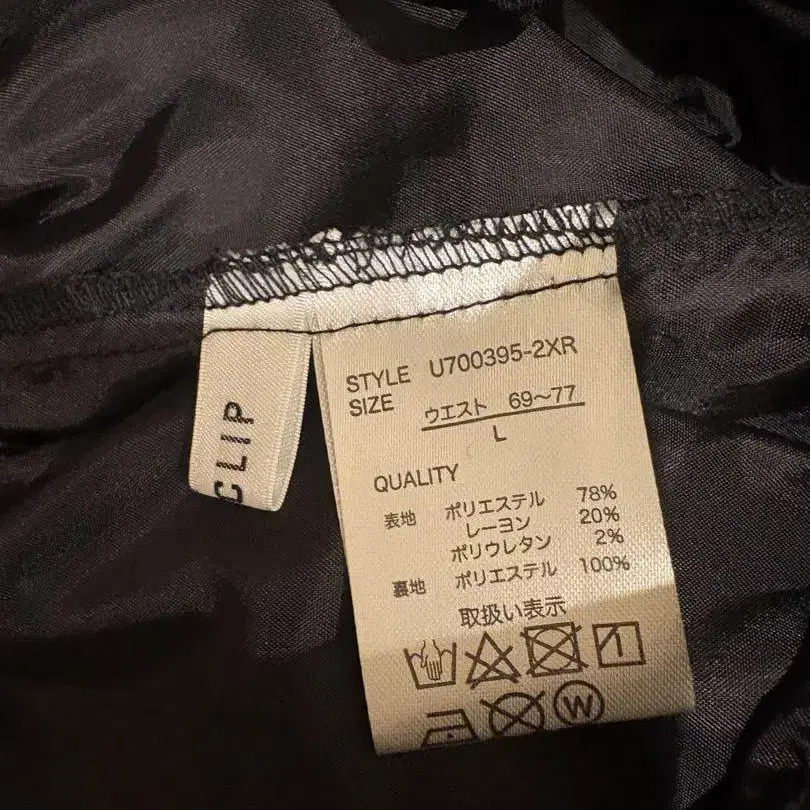 CLIP
STYLE U700395-2XR
SIZE ウエスト 69〜77
L
QUALITY
表地 ポリエステル 78%
レーヨン 20%
ポリウレタン 2%
裏地 ポリエステル 100%
取扱い表示
W